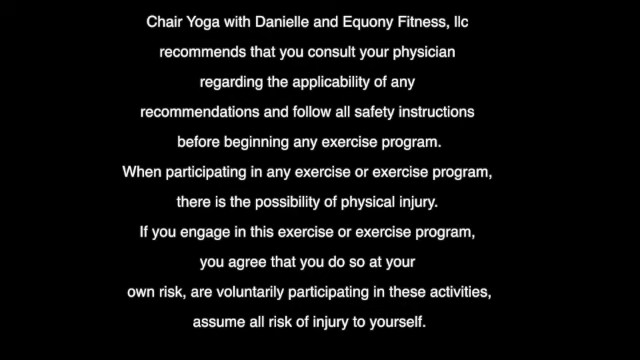 Chair Yoga with Danielle and Equony Fitness, llc
recommends that you consult your physician
regarding the applicability of any
recommendations and follow all safety instructions
before beginning any exercise program.
When participating in any exercise or exercise program,
there is the possibility of physical injury.
If you engage in this exercise or exercise program,
you agree that you do so at your
own risk, are voluntarily participating in these activities,
assume all risk of injury to yourself.